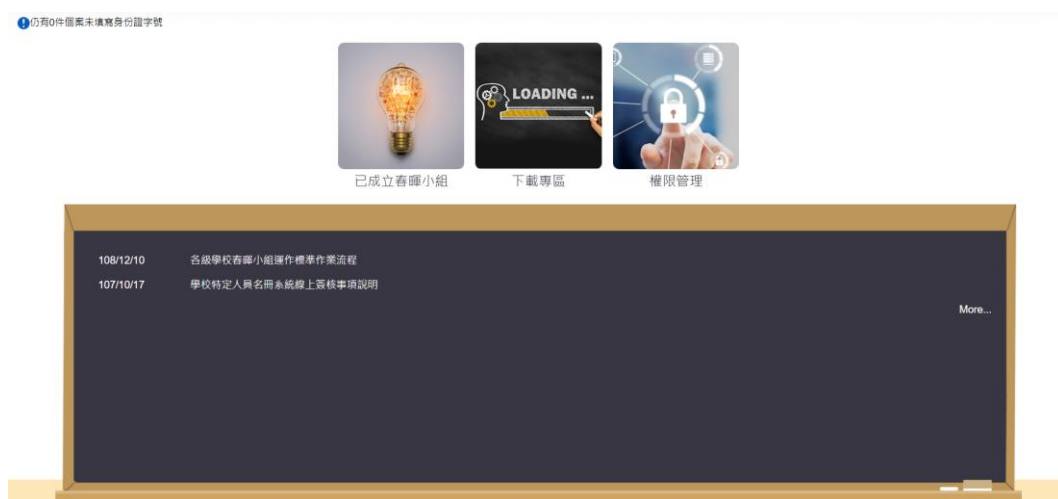 仍有0件個案未填寫身份證字號
LOADING ...
已成立春暉小組
下載專區
權限管理
108/12/10 各級學校春暉小組運作標準作業流程
107/10/17 學校特定人員名冊系統線上簽核事項說明
More...